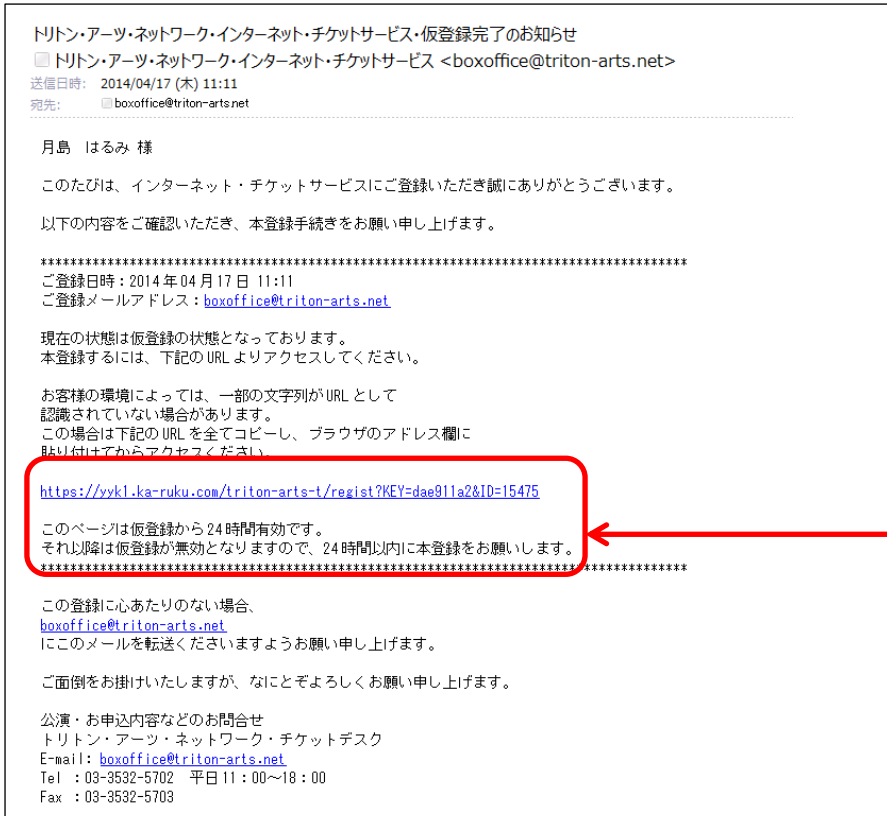 トリトン・アーツ・ネットワーク・インターネット・チケットサービス・仮登録完了のお知らせ
トリトン・アーツ・ネットワーク・インターネット・チケットサービス <boxoffice@triton-arts.net>
送信日時: 2014/04/17 (木) 11:11
宛先: boxoffice@triton-arts.net
月島 はるみ 様
このたびは、インターネット・チケットサービスにご登録いただき誠にありがとうございます。
以下の内容をご確認いただき、本登録手続きをお願い申し上げます。
****************************************************************************************
ご登録日時：2014年04月17日 11:11
ご登録メールアドレス：boxoffice@triton-arts.net
現在の状態は仮登録の状態となっております。
本登録するには、下記のURLよりアクセスしてください。
お客様の環境によっては、一部の文字列がURLとして
認識されていない場合があります。
この場合は下記のURLを全てコピーし、ブラウザのアドレス欄に
貼り付けてからアクセスください。
https://yyk1.ka-ruku.com/triton-arts-t/regist?KEY=dae911a2&ID=15475
このページは仮登録から24時間有効です。
それ以降は仮登録が無効となりますので、24時間以内に本登録をお願いします。
****************************************************************************************
この登録に心あたりのない場合、
boxoffice@triton-arts.net
にこのメールを転送くださいますようお願い申し上げます。
ご面倒をお掛けいたしますが、なにとぞよろしくお願い申し上げます。
公演・お申込内容などのお問合せ
トリトン・アーツ・ネットワーク・チケットデスク
E-mail: boxoffice@triton-arts.net
Tel ：03-3532-5702 平日11：00～18：00
Fax ：03-3532-5703